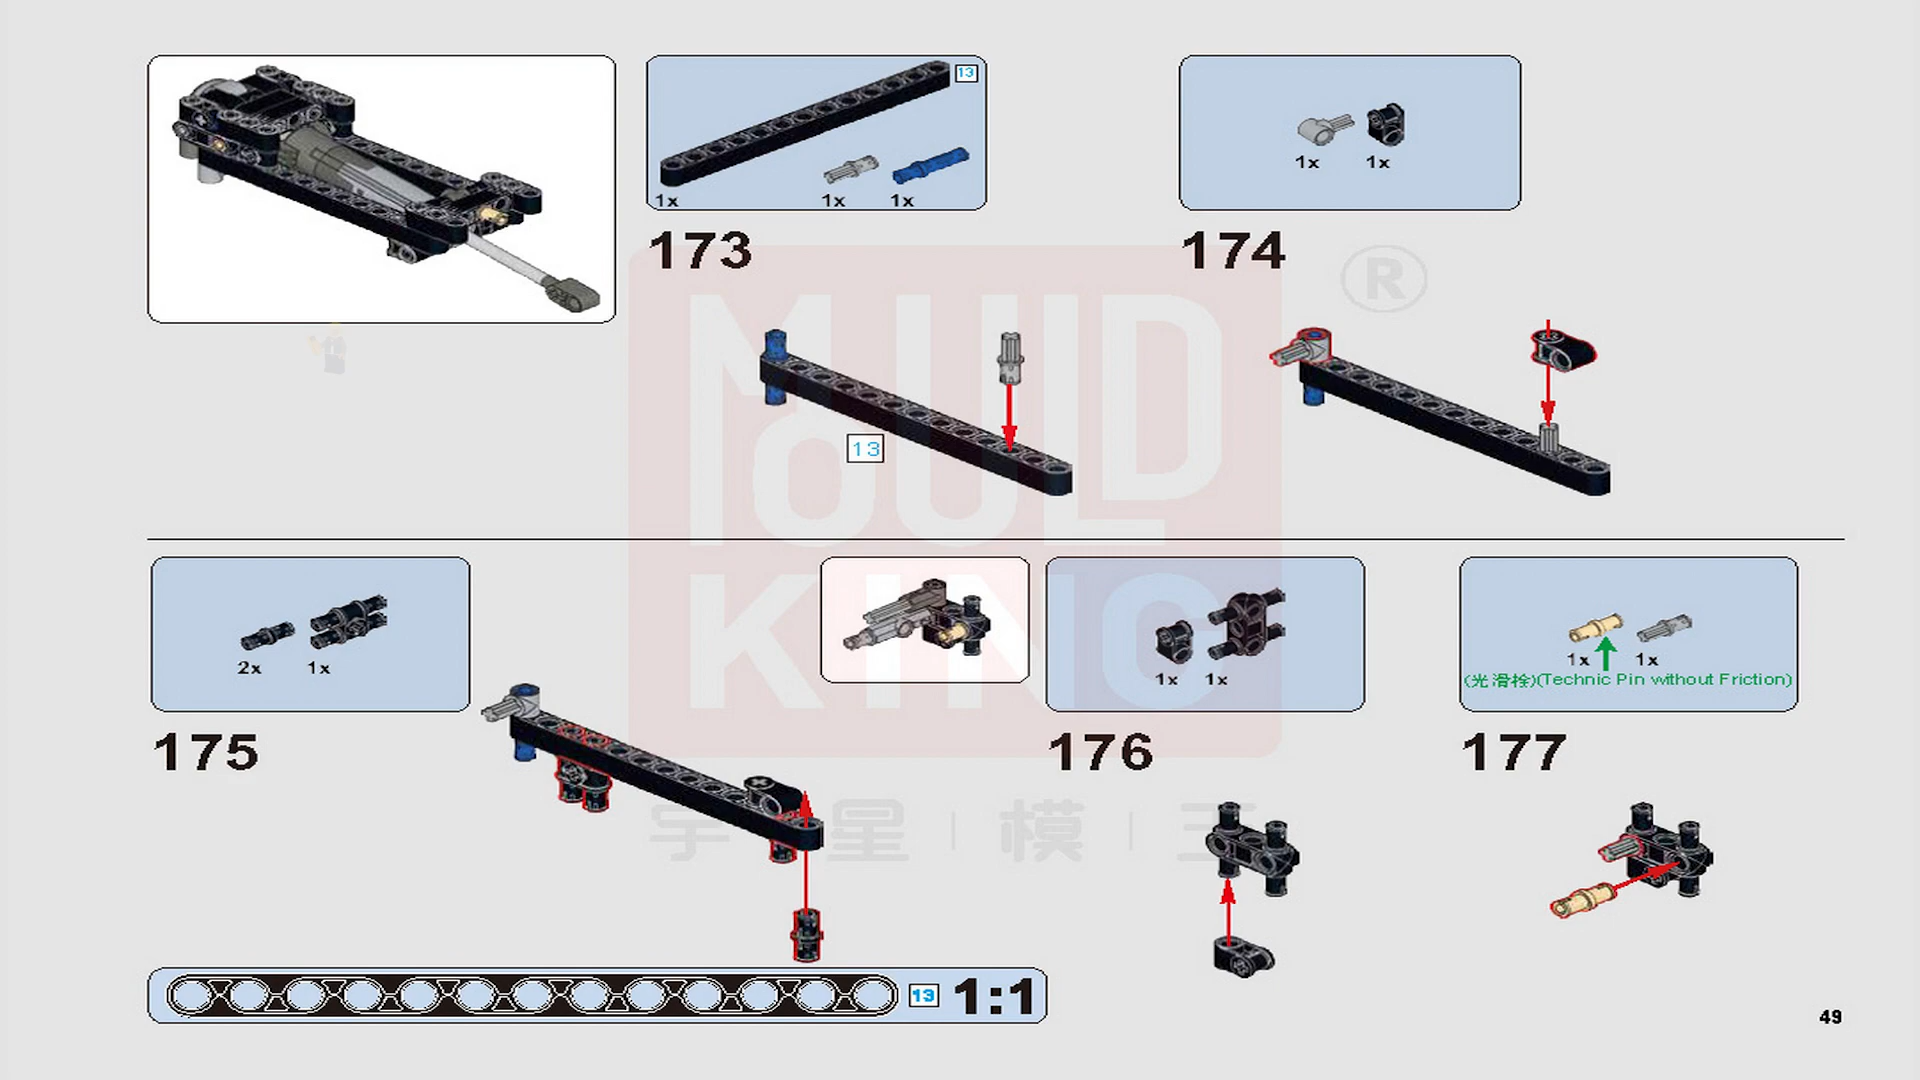 13
1x
1x
1x
173
1x
1x
174
®
13
MOULD
KING
2x
1x
175
1x
1x
176
1x
1x
(光滑栓)(Technic Pin without Friction)
177
宇星|模王
13
1:1
49